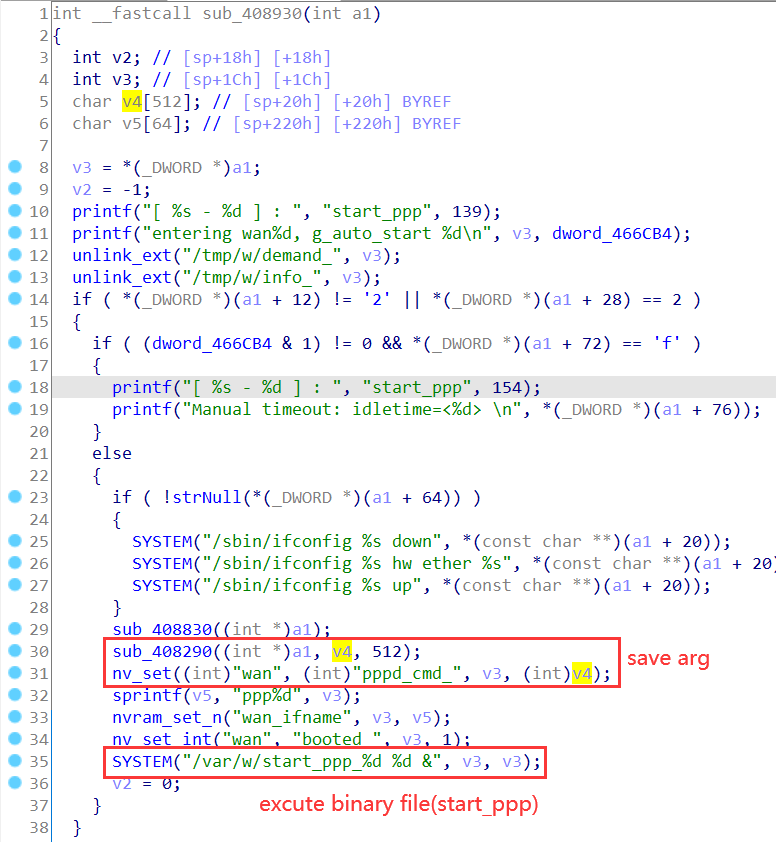 1 int __fastcall sub_408930(int a1)
2 {
3 int v2; // [sp+18h] [+18h]
4 int v3; // [sp+1Ch] [+1Ch]
5 char v4[512]; // [sp+20h] [+20h] BYREF
6 char v5[64]; // [sp+220h] [+220h] BYREF
7
8 v3 = *(_DWORD *)a1;
9 v2 = -1;
10 printf("[ %s - %d ] : ", "start_ppp", 139);
11 printf("entering wan%d, g_auto_start %d\n", v3, dword_466CB4);
12 unlink_ext("/tmp/w/demand_", v3);
13 unlink_ext("/tmp/w/info_", v3);
14 if ( *(_DWORD *)(a1 + 12) != '2' || *(_DWORD *)(a1 + 28) == 2 )
15 {
16 if ( (dword_466CB4 & 1) != 0 && *(_DWORD *)(a1 + 72) == 'f' )
17 {
18 printf("[ %s - %d ] : ", "start_ppp", 154);
19 printf("Manual timeout: idletime=<%d> \n", *(_DWORD *)(a1 + 76));
20 }
21 else
22 {
23 if ( !strNull(*(_DWORD *)(a1 + 64)) )
24 {
25 SYSTEM("/sbin/ifconfig %s down", *(const char **)(a1 + 20));
26 SYSTEM("/sbin/ifconfig %s hw ether %s", *(const char **)(a1 + 20)
27 SYSTEM("/sbin/ifconfig %s up", *(const char **)(a1 + 20));
28 }
29 sub_408830((int *)a1);
30 sub_408290((int *)a1, v4, 512);
31 nv_set((int)"wan", (int)"pppd_cmd_", v3, (int)v4);
save arg
32 sprintf(v5, "ppp%d", v3);
33 nvram_set_n("wan_ifname", v3, v5);
34 nv_set_int("wan", "booted_", v3, 1);
35 SYSTEM("/var/w/start_ppp_%d %d &", v3, v3);
36 v2 = 0;
excute binary file(start_ppp)
37 }
38 }